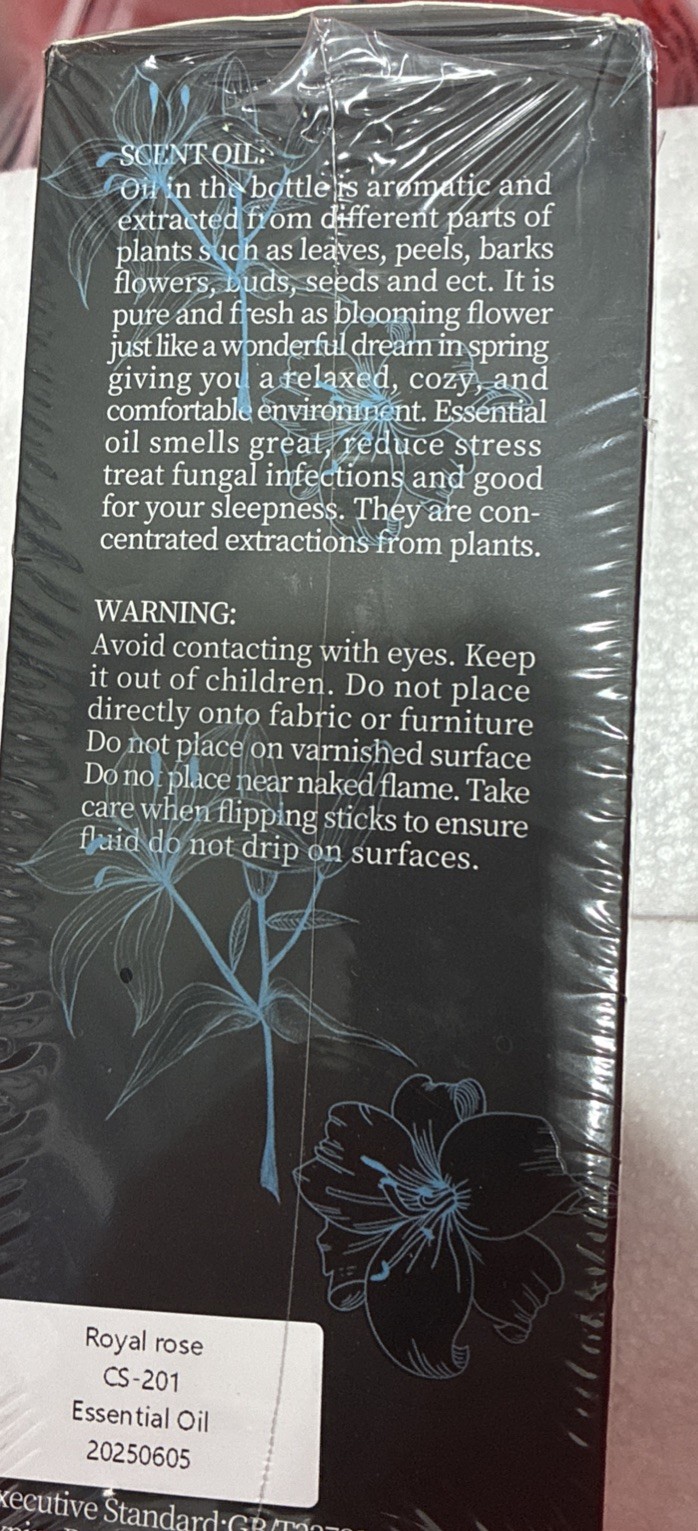 SCENT OIL:
Oil in the bottle is aromatic and
extracted from different parts of
plants such as leaves, peels, barks
flowers, buds, seeds and ect. It is
pure and fresh as blooming flower
just like a wonderful dream in spring
giving you a relaxed, cozy, and
comfortable environment. Essential
oil smells great, reduce stress
treat fungal infections and good
for your sleepness. They are con-
centrated extractions from plants.
WARNING:
Avoid contacting with eyes. Keep
it out of children. Do not place
directly onto fabric or furniture
Do not place on varnished surface
Do not place near naked flame. Take
care when flipping sticks to ensure
fluid do not drip on surfaces.
Royal rose
CS-201
Essential Oil
20250605
Standard: